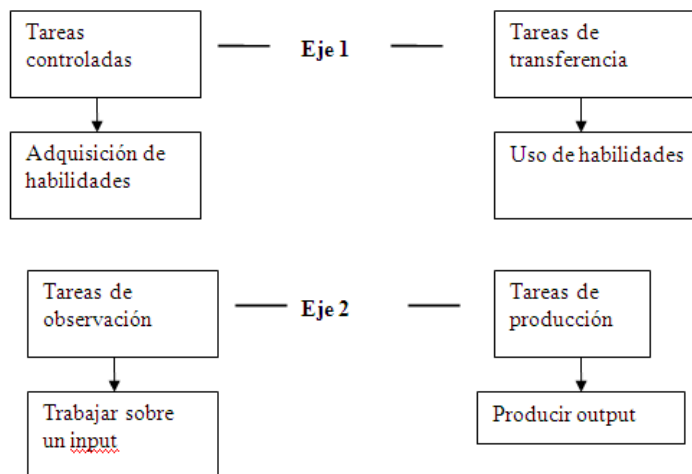 Tareas
controladas
Eje 1
Tareas de
transferencia
Adquisición de
habilidades
Uso de habilidades
Tareas de
observación
Eje 2
Tareas de
producción
Trabajar sobre
un input
Producir output